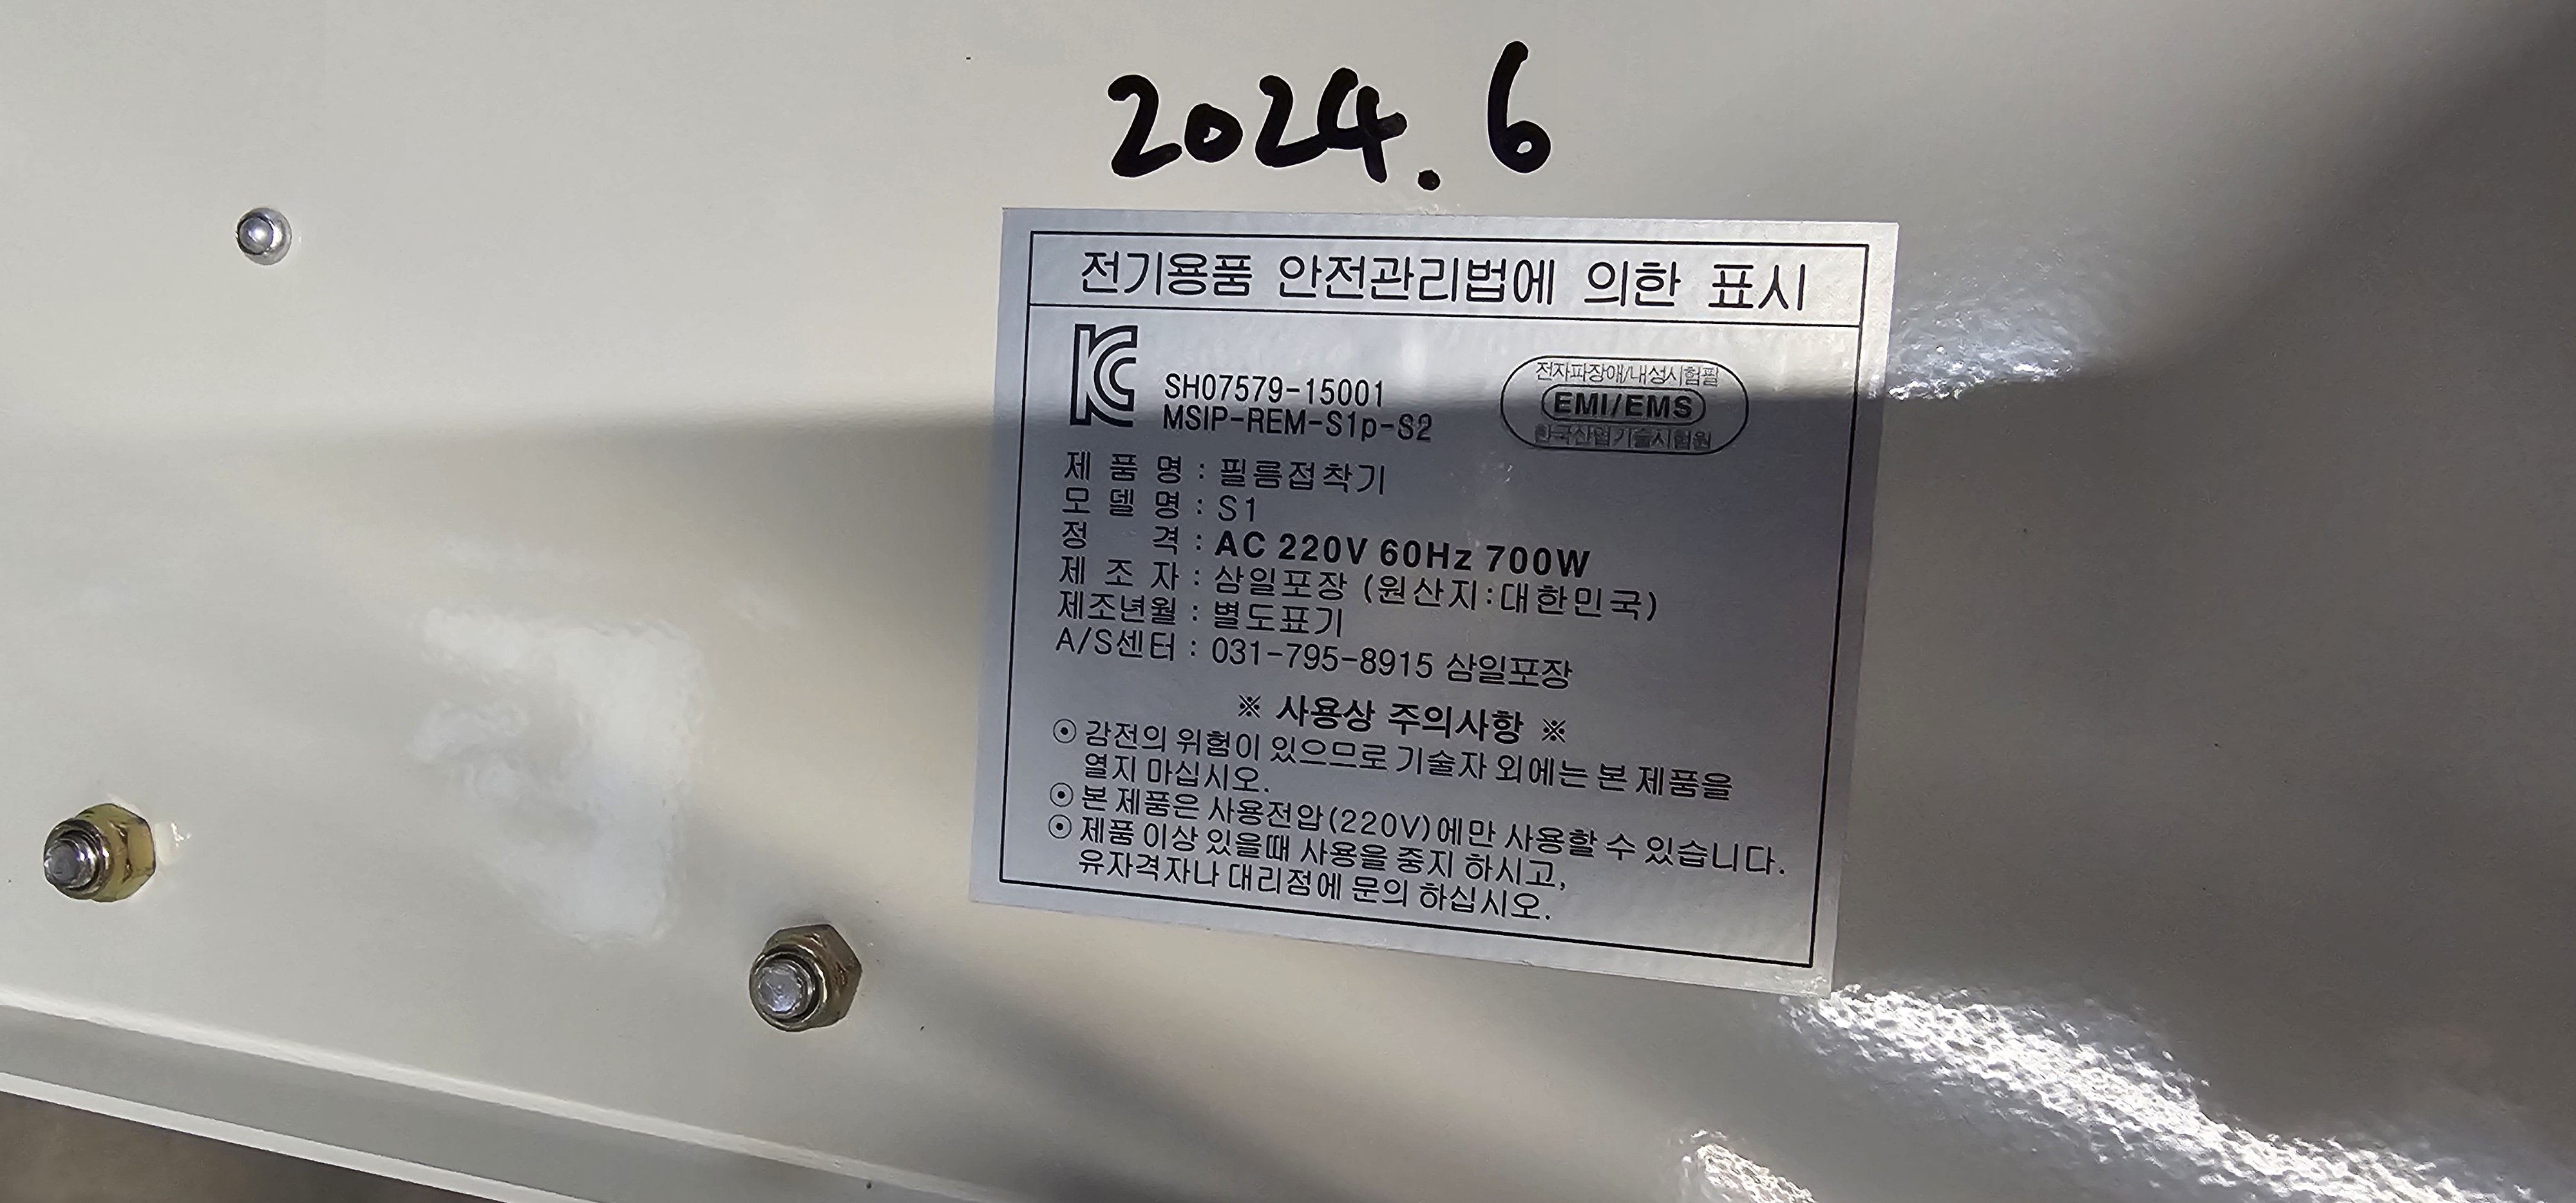 2024.6
전기용품 안전관리법에 의한 표시
KC
SH07579-15001
MSIP-REM-S1p-S2
전자파장애/내성시험필
EMI/EMS
한국산업기술시험원
제 품 명 : 필름접착기
모 델 명 : S1
정 격 : AC 220V 60Hz 700W
제 조 자 : 삼일포장 (원산지:대한민국)
제조년월 : 별도표기
A/S센터 : 031-795-8915 삼일포장
※ 사용상 주의사항 ※
⊙ 감전의 위험이 있으므로 기술자 외에는 본 제품을
열지 마십시오.
⊙ 본 제품은 사용전압(220V)에만 사용할 수 있습니다.
⊙ 제품 이상 있을때 사용을 중지 하시고,
유자격자나 대리점에 문의 하십시오.